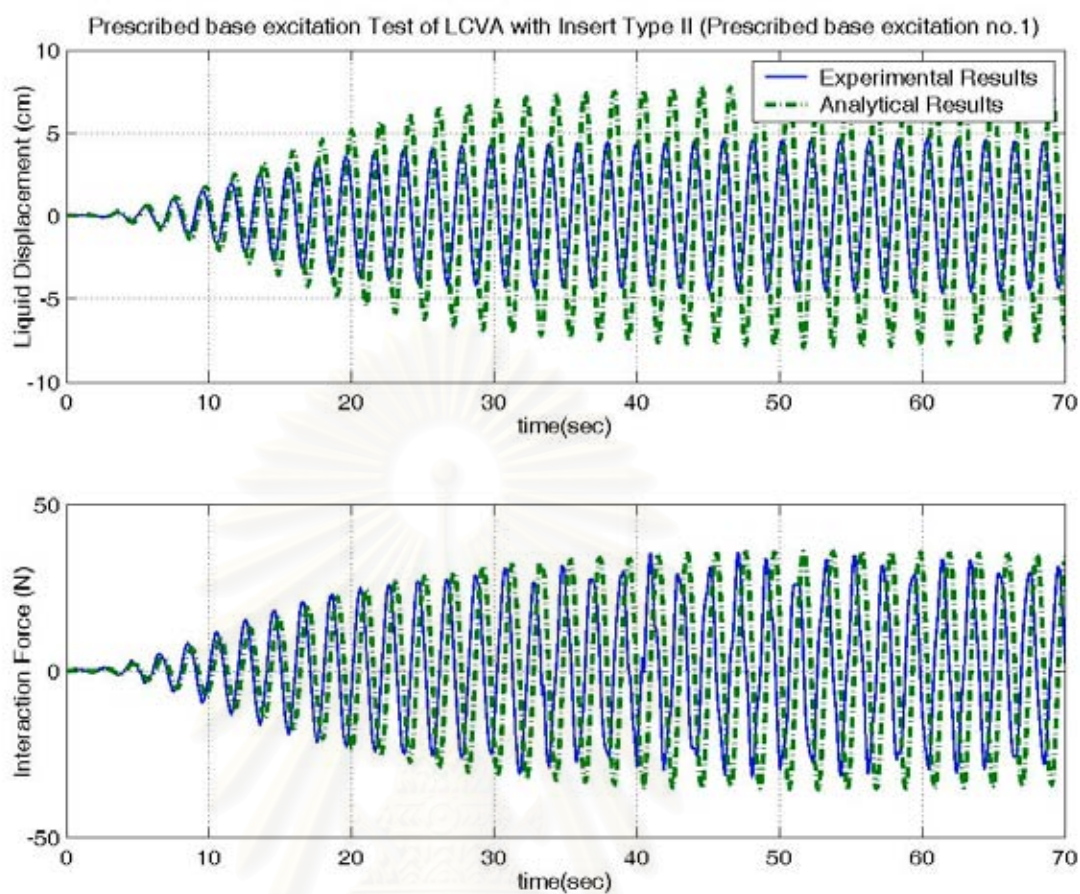 Prescribed base excitation Test of LCVA with Insert Type II (Prescribed base excitation no.1)
10
5
0
-5
-10
Liquid Displacement (cm)
Experimental Results
Analytical Results
0 10 20 30 40 50 60 70
time(sec)
50
0
-50
Interaction Force (N)
0 10 20 30 40 50 60 70
time(sec)